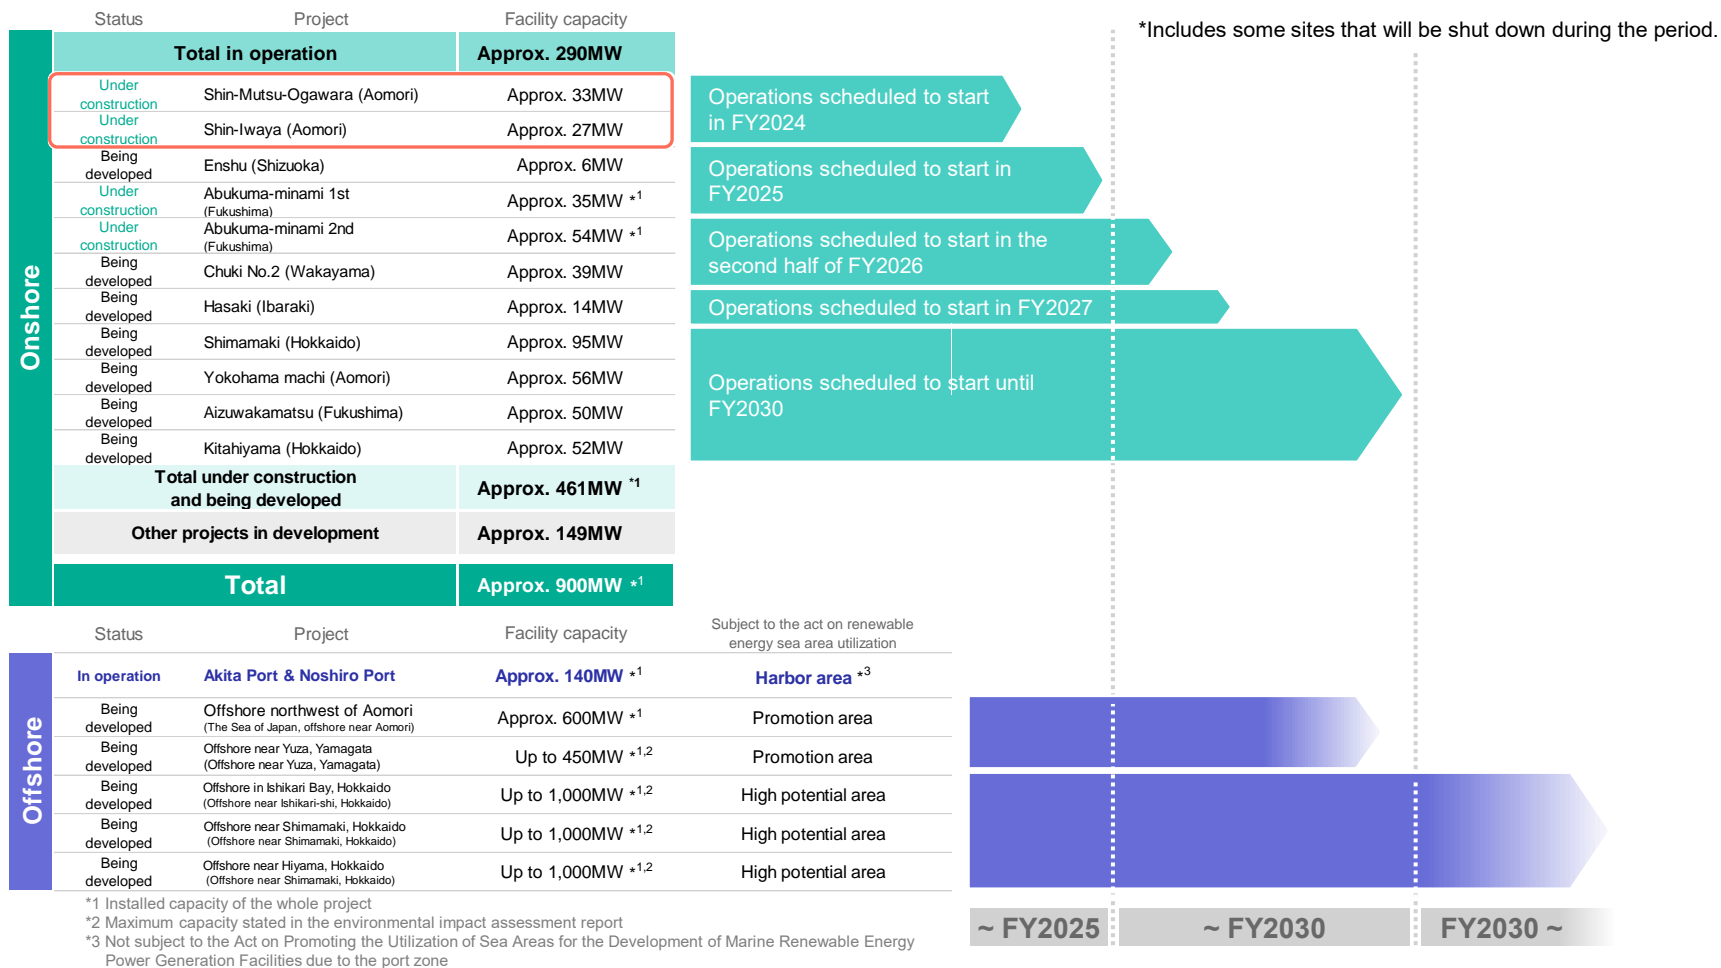 Status Project Facility capacity
*Includes some sites that will be shut down during the period.
Onshore
Total in operation Approx. 290MW
Under construction Shin-Mutsu-Ogawara (Aomori) Approx. 33MW
Under construction Shin-Iwaya (Aomori) Approx. 27MW
Operations scheduled to start
in FY2024
Being developed Enshu (Shizuoka) Approx. 6MW
Under construction Abukuma-minami 1st (Fukushima) Approx. 35MW *1
Operations scheduled to start in
FY2025
Under construction Abukuma-minami 2nd (Fukushima) Approx. 54MW *1
Being developed Chuki No.2 (Wakayama) Approx. 39MW
Operations scheduled to start in the
second half of FY2026
Being developed Hasaki (Ibaraki) Approx. 14MW
Operations scheduled to start in FY2027
Being developed Shimamaki (Hokkaido) Approx. 95MW
Being developed Yokohama machi (Aomori) Approx. 56MW
Being developed Aizuwakamatsu (Fukushima) Approx. 50MW
Being developed Kitahiyama (Hokkaido) Approx. 52MW
Operations scheduled to start until
FY2030
Total under construction
and being developed Approx. 461MW *1
Other projects in development Approx. 149MW
Total Approx. 900MW *1
Status Project Facility capacity Subject to the act on renewable
energy sea area utilization
Offshore
In operation Akita Port & Noshiro Port Approx. 140MW *1 Harbor area *3
Being developed Offshore northwest of Aomori (The Sea of Japan, offshore near Aomori) Approx. 600MW *1 Promotion area
Being developed Offshore near Yuza, Yamagata (Offshore near Yuza, Yamagata) Up to 450MW *1,2 Promotion area
Being developed Offshore in Ishikari Bay, Hokkaido (Offshore near Ishikari-shi, Hokkaido) Up to 1,000MW *1,2 High potential area
Being developed Offshore near Shimamaki, Hokkaido (Offshore near Shimamaki, Hokkaido) Up to 1,000MW *1,2 High potential area
Being developed Offshore near Hiyama, Hokkaido (Offshore near Shimamaki, Hokkaido) Up to 1,000MW *1,2 High potential area
*1 Installed capacity of the whole project
*2 Maximum capacity stated in the environmental impact assessment report
*3 Not subject to the Act on Promoting the Utilization of Sea Areas for the Development of Marine Renewable Energy
Power Generation Facilities due to the port zone
~ FY2025 ~ FY2030 FY2030 ~